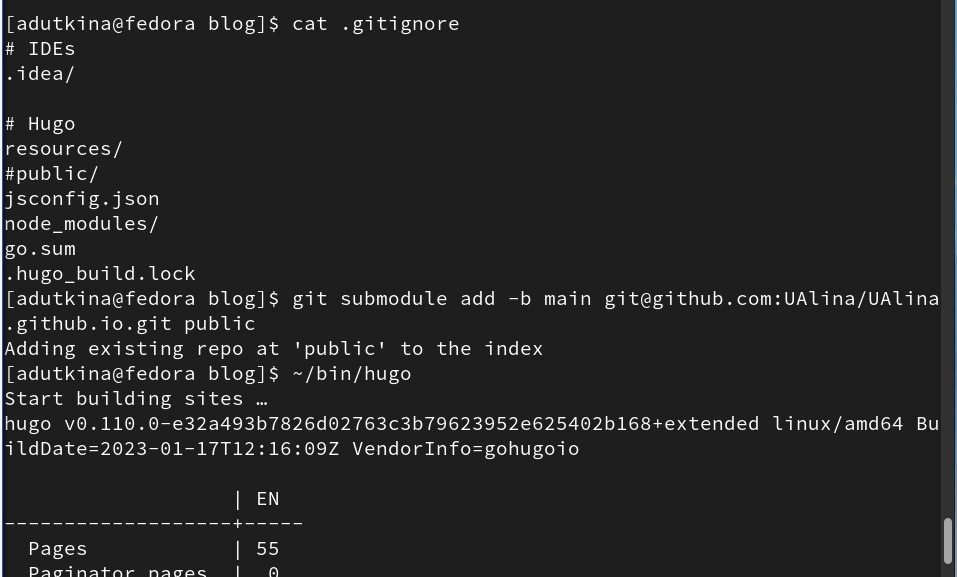 [adutkina@fedora blog]$ cat .gitignore
# IDEs
.idea/
# Hugo
resources/
#public/
jsconfig.json
node_modules/
go.sum
.hugo_build.lock
[adutkina@fedora blog]$ git submodule add -b main git@github.com:UAlina/UAlina
.github.io.git public
Adding existing repo at 'public' to the index
[adutkina@fedora blog]$ ~/bin/hugo
Start building sites …
hugo v0.110.0-e32a493b7826d02763c3b79623952e625402b168+extended linux/amd64 Bu
ildDate=2023-01-17T12:16:09Z VendorInfo=gohugoio
                   | EN
-------------------+-----
  Pages            | 55
  Paginator pages  |  0